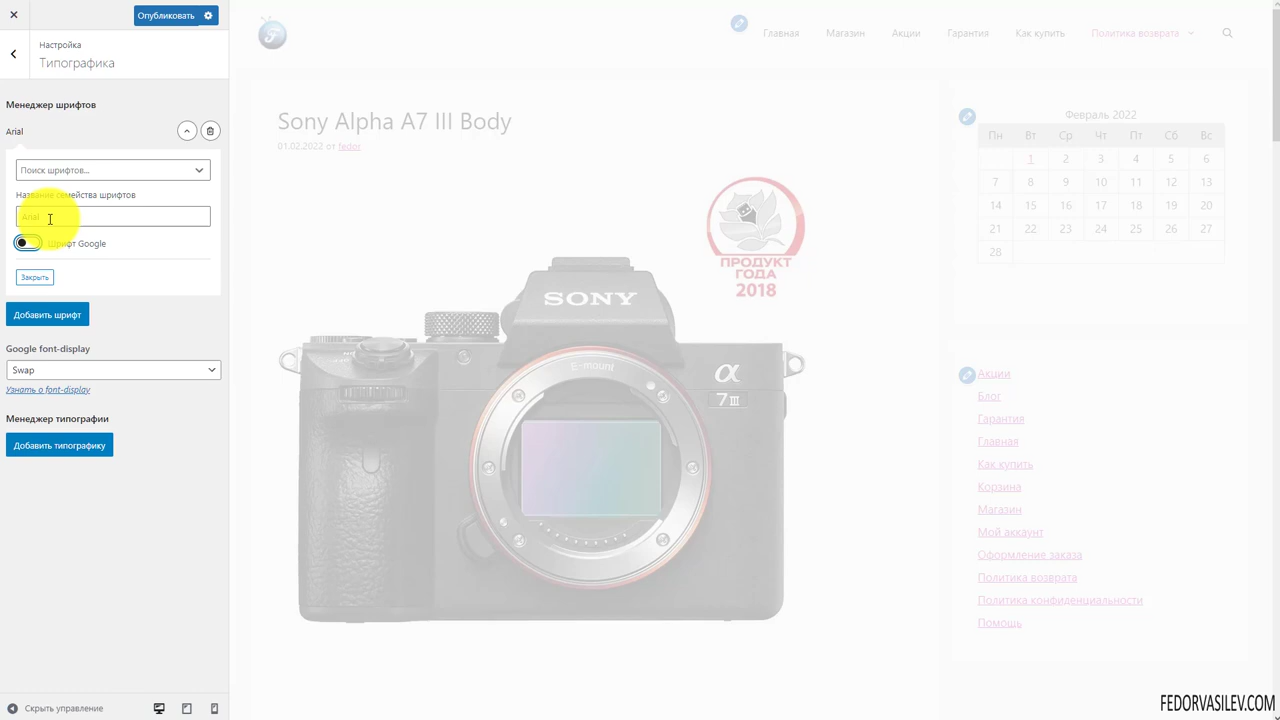 Опубликовать
Настройка
Типографика
Менеджер шрифтов
Arial
Поиск шрифтов...
Название семейства шрифтов
Arial
Шрифт Google
Закрыть
Добавить шрифт
Google font-display
Swap
Узнать о font-display
Менеджер типографии
Добавить типографику
Скрыть управление
Главная Магазин Акции Гарантия Как купить Политика возврата
Sony Alpha A7 III Body
01.02.2022 от fedor
ПРОДУКТ
ГОДА
2018
SONY
E-mount
α
7 III
Февраль 2022
Пн Вт Ср Чт Пт Сб Вс
1 2 3 4 5 6
7 8 9 10 11 12 13
14 15 16 17 18 19 20
21 22 23 24 25 26 27
28
Акции
Блог
Гарантия
Главная
Как купить
Корзина
Магазин
Мой аккаунт
Оформление заказа
Политика возврата
Политика конфиденциальности
Помощь
FEDORVASILEV.COM